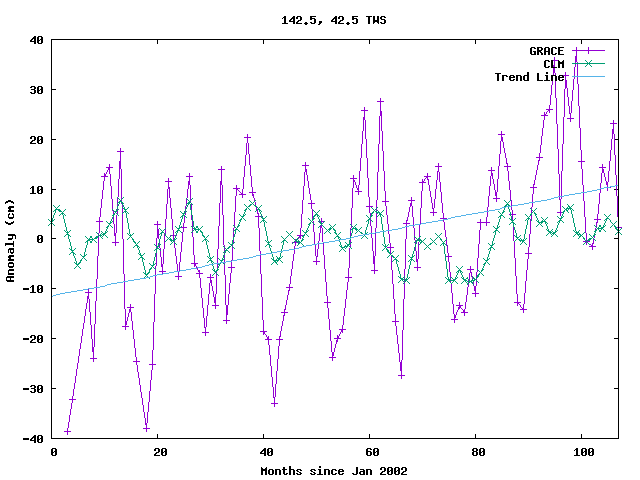 142.5, 42.5 TWS
GRACE
CLM
Trend Line
Anomaly (cm)
40
30
20
10
0
-10
-20
-30
-40
0 20 40 60 80 100
Months since Jan 2002